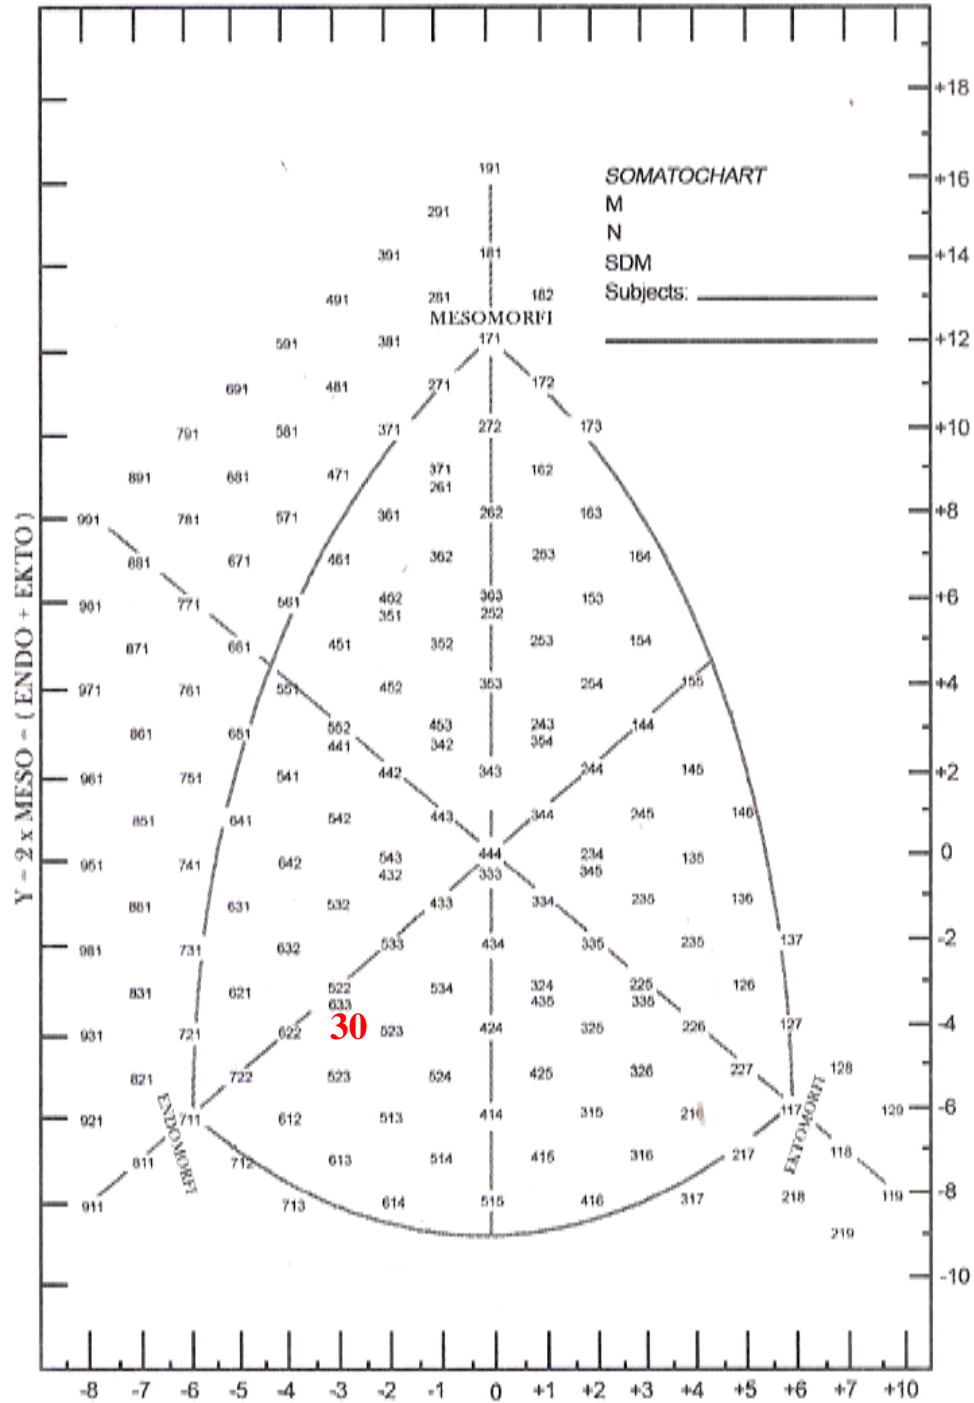 +18
191
SOMATOCHART
+16
M
291
N
391 181 +14
SDM
491 281 182 Subjects:
MESOMORFI
591 381 171 +12
691 481 271 172
791 581 371 272 173 +10
891 681 471 371 162
261
991 781 571 361 262 163 +8
881 671 461 362 263 164
981 771 561 462 363 153 +6
351 252
871 661 451 352 253 154
971 761 551 452 353 254 155 +4
861 651 552 453 243 144
441 342 354
961 751 541 442 343 244 145 +2
851 641 542 443 344 245 146
951 741 642 543 444 234 135 0
432 333 345
881 631 532 433 334 235 136
981 731 632 533 434 335 235 137 -2
831 621 522 534 324 225 126
633 435 335
30
931 721 622 523 424 325 226 127 -4
821 722 523 524 425 326 227 128
921 711 612 513 414 315 216 117 129 -6
ENDOMORFI
EKTOMORFI
811 712 613 514 415 316 217 118
911 713 614 515 416 317 218 119 -8
219
-10
Y - 2 x MESO - ( ENDO + EKTO )
-8 -7 -6 -5 -4 -3 -2 -1 0 +1 +2 +3 +4 +5 +6 +7 +10